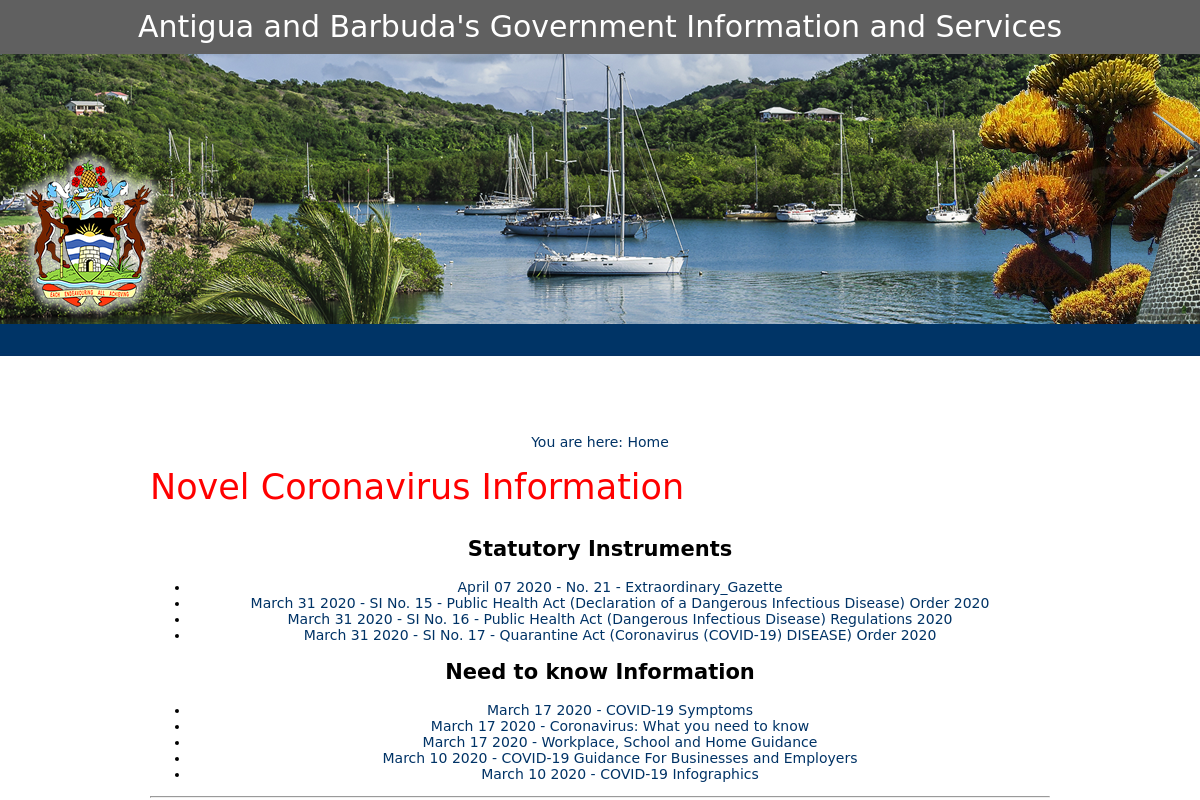 Antigua and Barbuda's Government Information and Services
EACH ENDEAVOURING ALL ACHIEVING
You are here: Home
Novel Coronavirus Information
Statutory Instruments
April 07 2020 - No. 21 - Extraordinary_Gazette
March 31 2020 - SI No. 15 - Public Health Act (Declaration of a Dangerous Infectious Disease) Order 2020
March 31 2020 - SI No. 16 - Public Health Act (Dangerous Infectious Disease) Regulations 2020
March 31 2020 - SI No. 17 - Quarantine Act (Coronavirus (COVID-19) DISEASE) Order 2020
Need to know Information
March 17 2020 - COVID-19 Symptoms
March 17 2020 - Coronavirus: What you need to know
March 17 2020 - Workplace, School and Home Guidance
March 10 2020 - COVID-19 Guidance For Businesses and Employers
March 10 2020 - COVID-19 Infographics